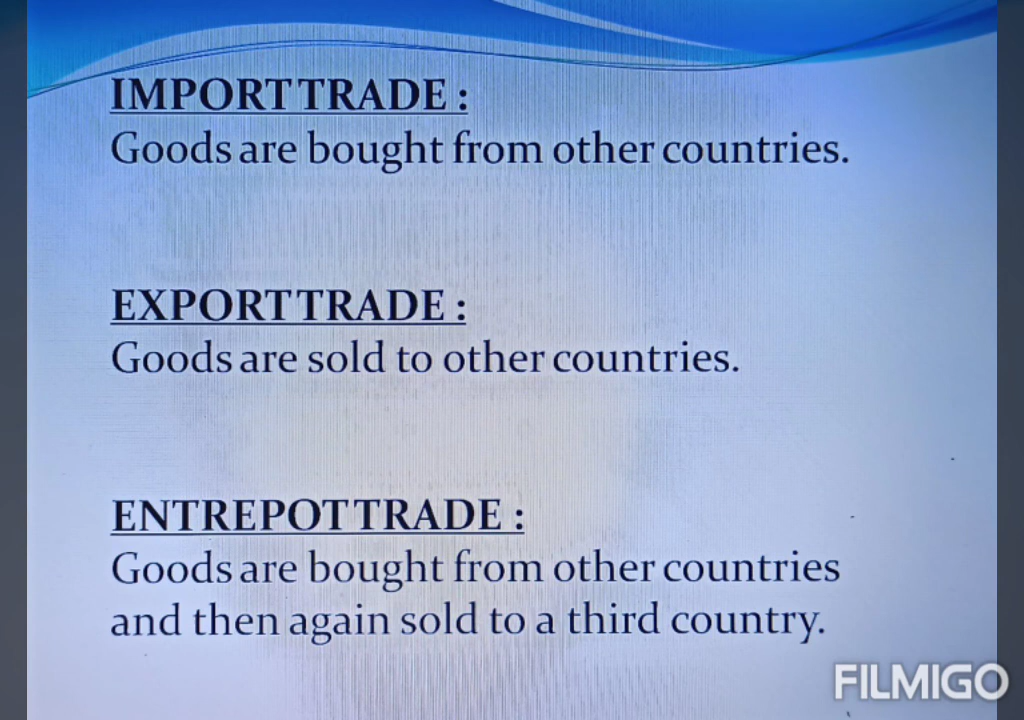 IMPORT TRADE :
Goods are bought from other countries.
EXPORT TRADE :
Goods are sold to other countries.
ENTREPOT TRADE :
Goods are bought from other countries
and then again sold to a third country.
FILMIGO